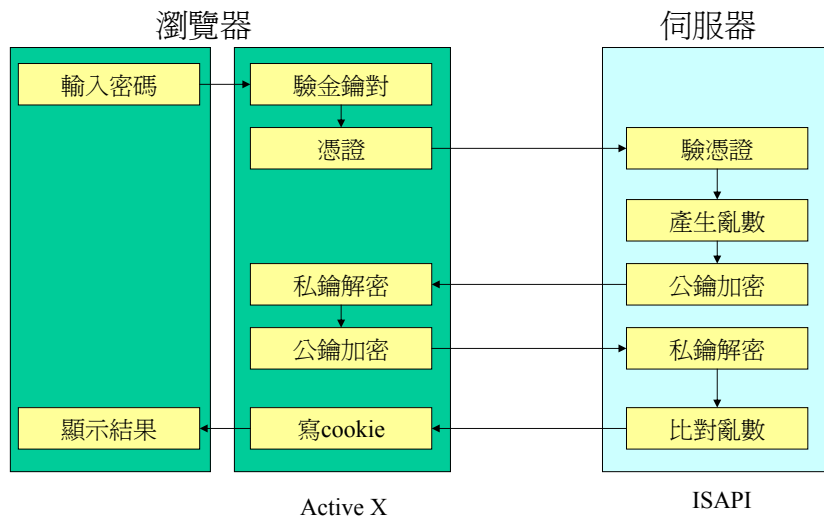 瀏覽器
伺服器
輸入密碼
驗金鑰對
憑證
驗憑證
產生亂數
私鑰解密
公鑰加密
公鑰加密
私鑰解密
顯示結果
寫cookie
比對亂數
Active X
ISAPI